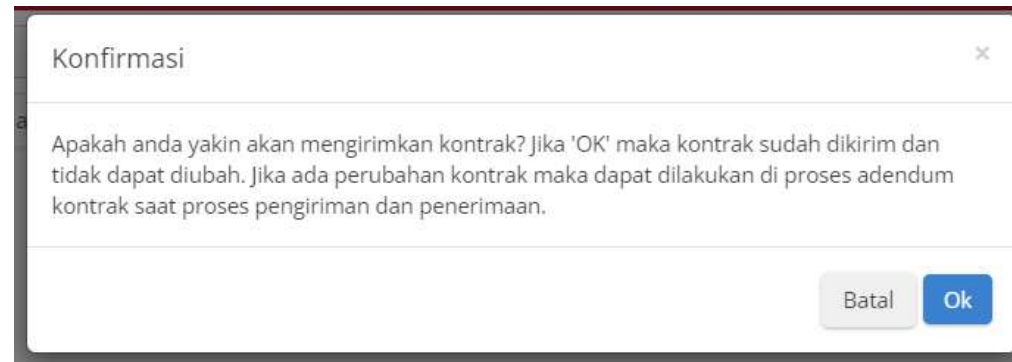 Konfirmasi
×
a
Apakah anda yakin akan mengirimkan kontrak? Jika 'OK' maka kontrak sudah dikirim dan
tidak dapat diubah. Jika ada perubahan kontrak maka dapat dilakukan di proses adendum
kontrak saat proses pengiriman dan penerimaan.
Batal
Ok